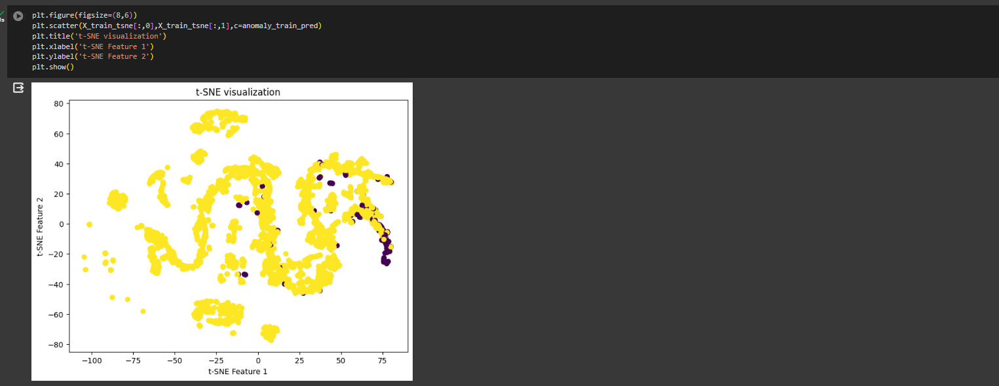 plt.figure(figsize=(8,6))
plt.scatter(X_train_tsne[:,0],X_train_tsne[:,1],c=anomaly_train_pred)
plt.title('t-SNE visualization')
plt.xlabel('t-SNE Feature 1')
plt.ylabel('t-SNE Feature 2')
plt.show()
t-SNE visualization
80
60
40
20
0
−20
−40
−60
−80
t-SNE Feature 2
−100 −75 −50 −25 0 25 50 75
t-SNE Feature 1